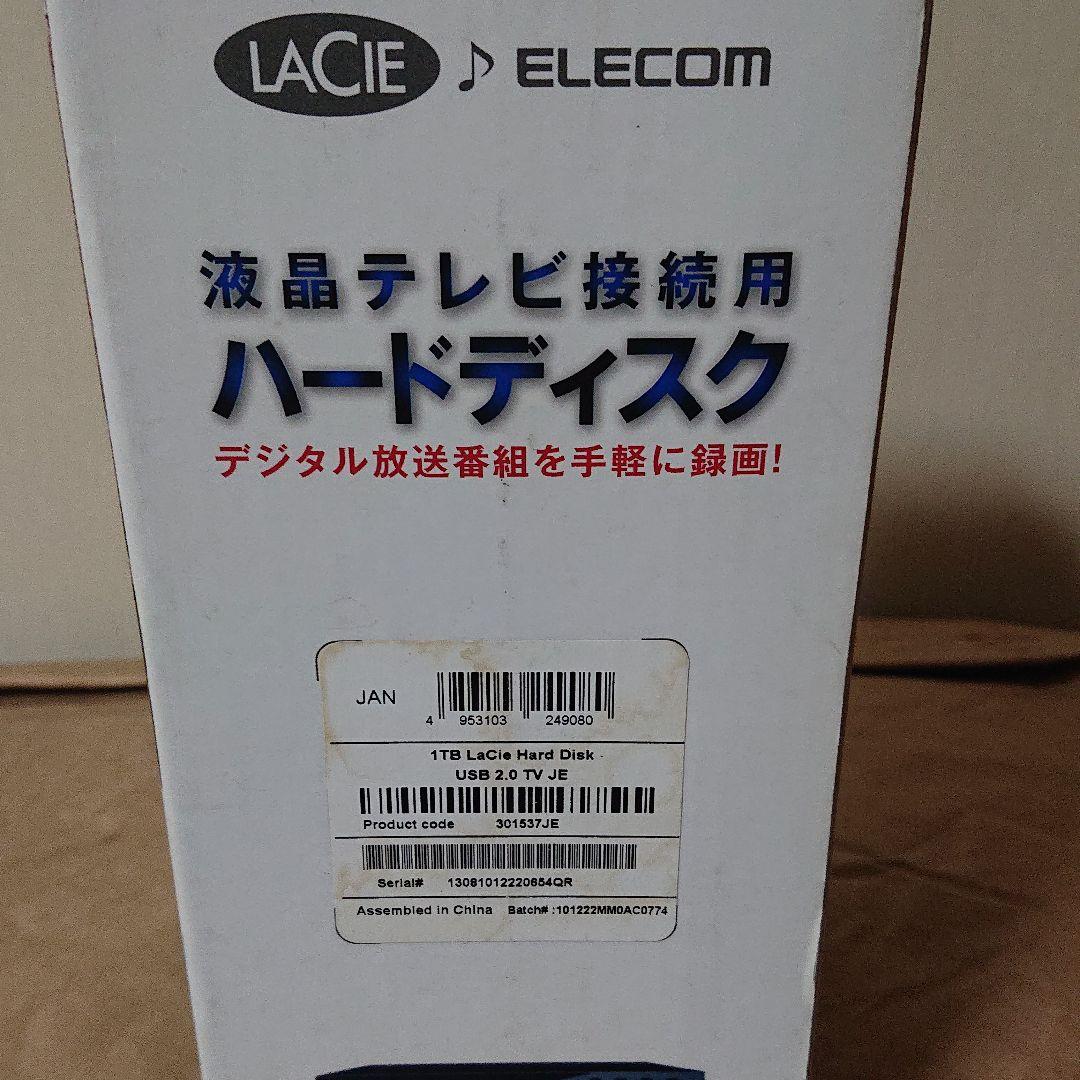 LACIE ♪ ELECOM
液晶テレビ接続用
ハードディスク
デジタル放送番組を手軽に録画!
JAN
4 953103 249080
1TB LaCie Hard Disk -
USB 2.0 TV JE
Product code 301537JE
Serial# 13081012220654QR
Assembled in China Batch# :101222MM0AC0774